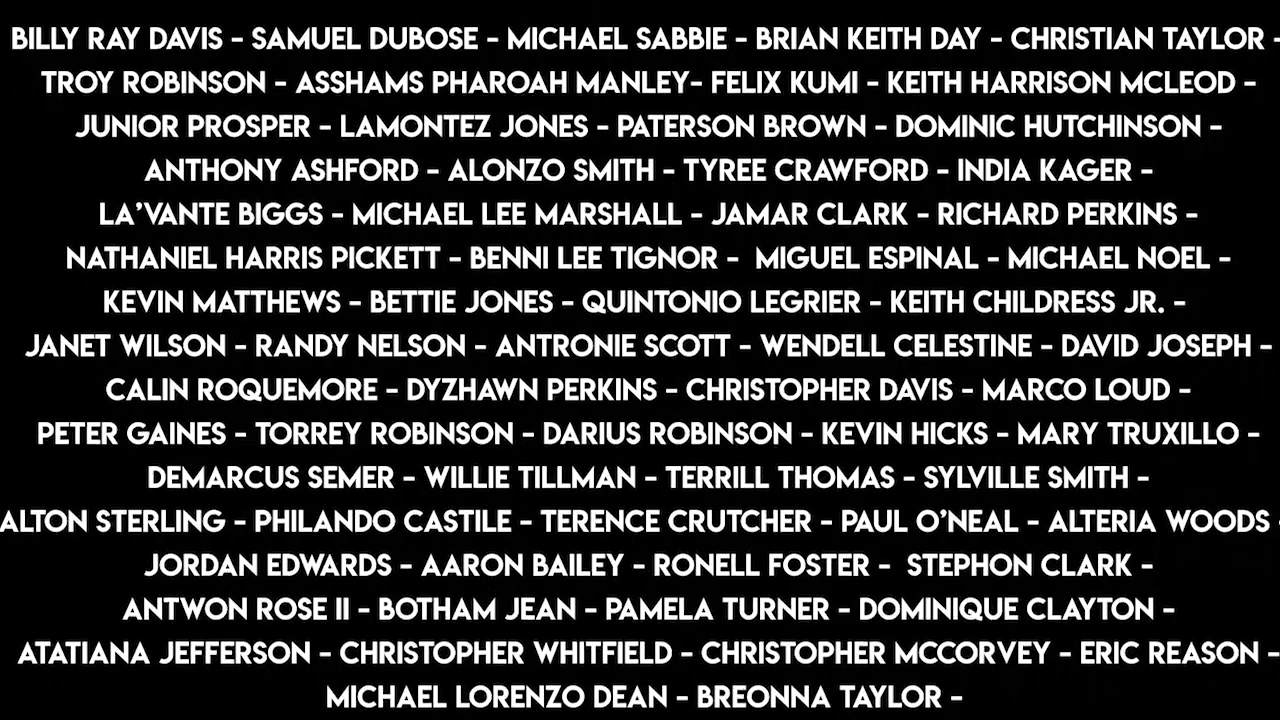 BILLY RAY DAVIS - SAMUEL DUBOSE - MICHAEL SABBIE - BRIAN KEITH DAY - CHRISTIAN TAYLOR -
TROY ROBINSON - ASSHAMS PHAROAH MANLEY- FELIX KUMI - KEITH HARRISON MCLEOD -
JUNIOR PROSPER - LAMONTEZ JONES - PATERSON BROWN - DOMINIC HUTCHINSON -
ANTHONY ASHFORD - ALONZO SMITH - TYREE CRAWFORD - INDIA KAGER -
LA'VANTE BIGGS - MICHAEL LEE MARSHALL - JAMAR CLARK - RICHARD PERKINS -
NATHANIEL HARRIS PICKETT - BENNI LEE TIGNOR -  MIGUEL ESPINAL - MICHAEL NOEL -
KEVIN MATTHEWS - BETTIE JONES - QUINTONIO LEGRIER - KEITH CHILDRESS JR. -
JANET WILSON - RANDY NELSON - ANTRONIE SCOTT - WENDELL CELESTINE - DAVID JOSEPH -
CALIN ROQUEMORE - DYZHAWN PERKINS - CHRISTOPHER DAVIS - MARCO LOUD -
PETER GAINES - TORREY ROBINSON - DARIUS ROBINSON - KEVIN HICKS - MARY TRUXILLO -
DEMARCUS SEMER - WILLIE TILLMAN - TERRILL THOMAS - SYLVILLE SMITH -
ALTON STERLING - PHILANDO CASTILE - TERENCE CRUTCHER - PAUL O'NEAL - ALTERIA WOODS -
JORDAN EDWARDS - AARON BAILEY - RONELL FOSTER -  STEPHON CLARK -
ANTWON ROSE II - BOTHAM JEAN - PAMELA TURNER - DOMINIQUE CLAYTON -
ATATIANA JEFFERSON - CHRISTOPHER WHITFIELD - CHRISTOPHER MCCORVEY - ERIC REASON -
MICHAEL LORENZO DEAN - BREONNA TAYLOR -